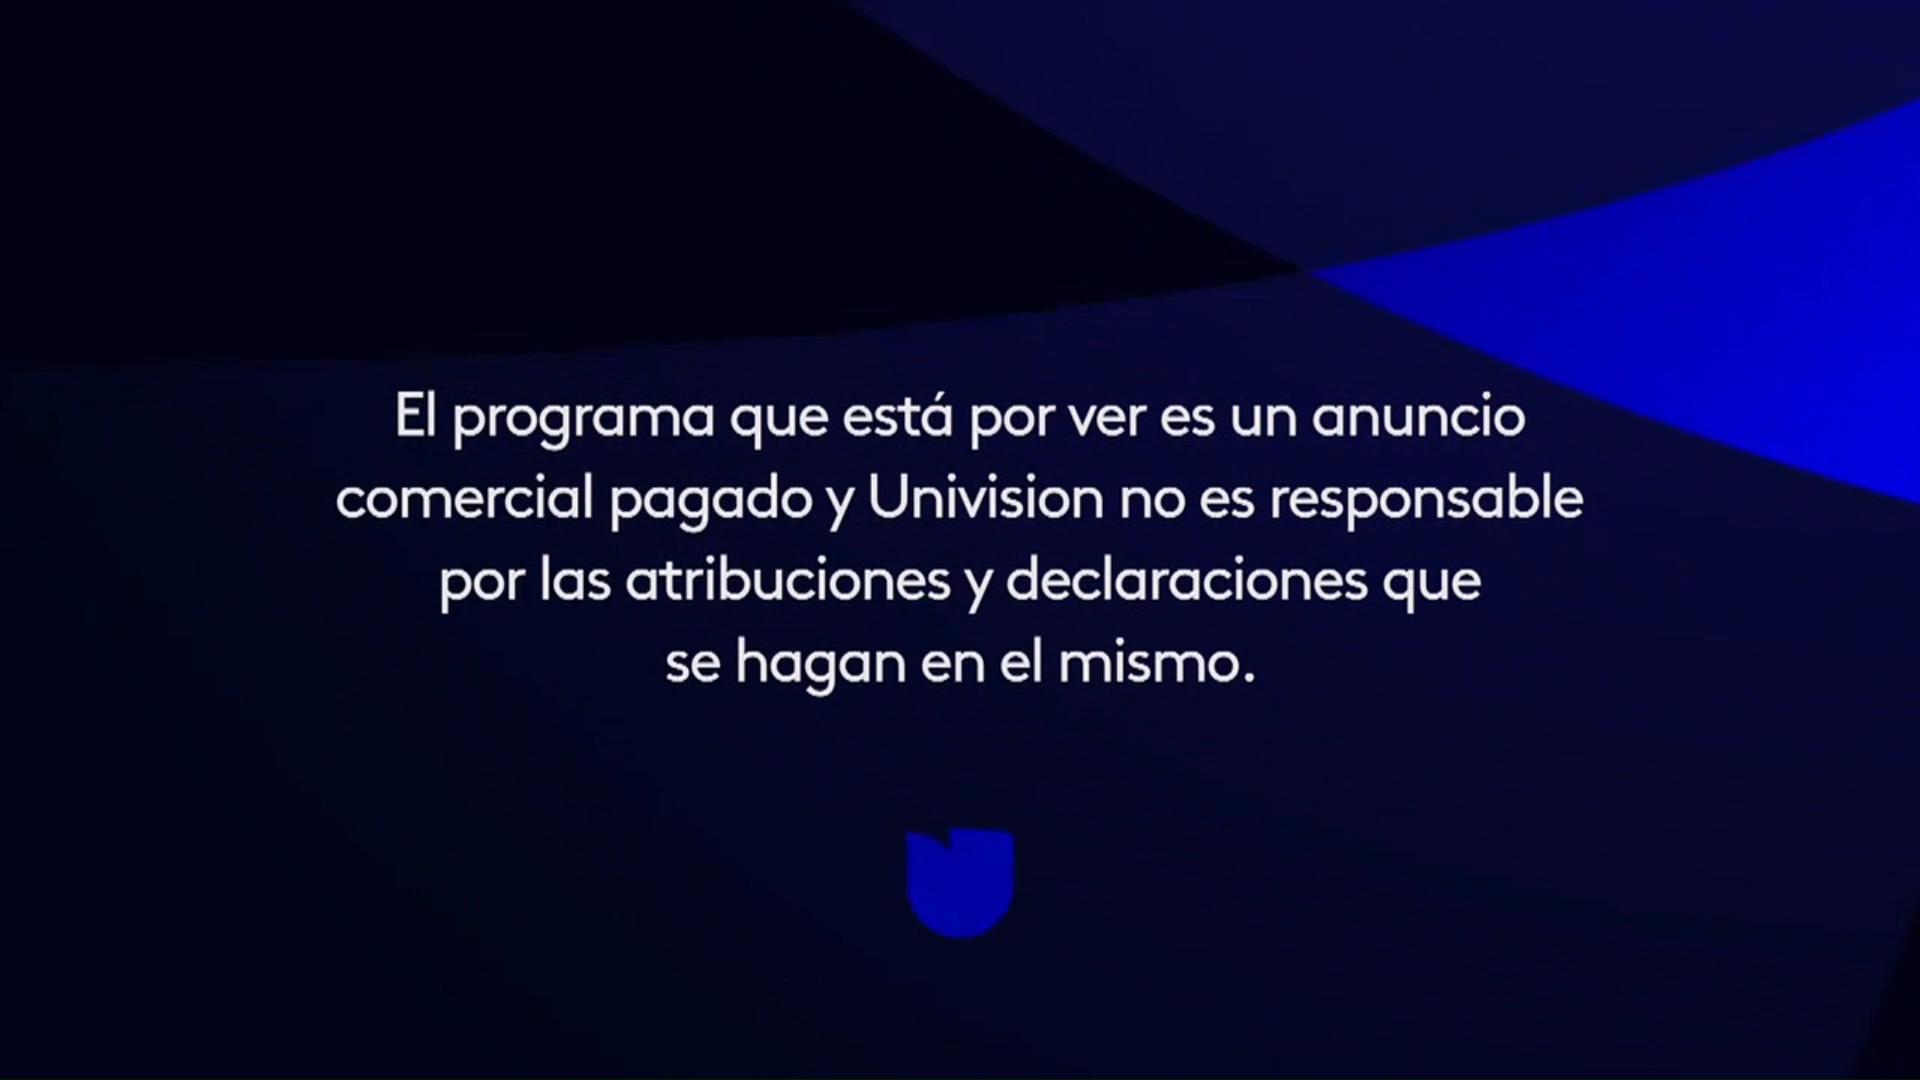 El programa que está por ver es un anuncio
comercial pagado y Univision no es responsable
por las atribuciones y declaraciones que
se hagan en el mismo.